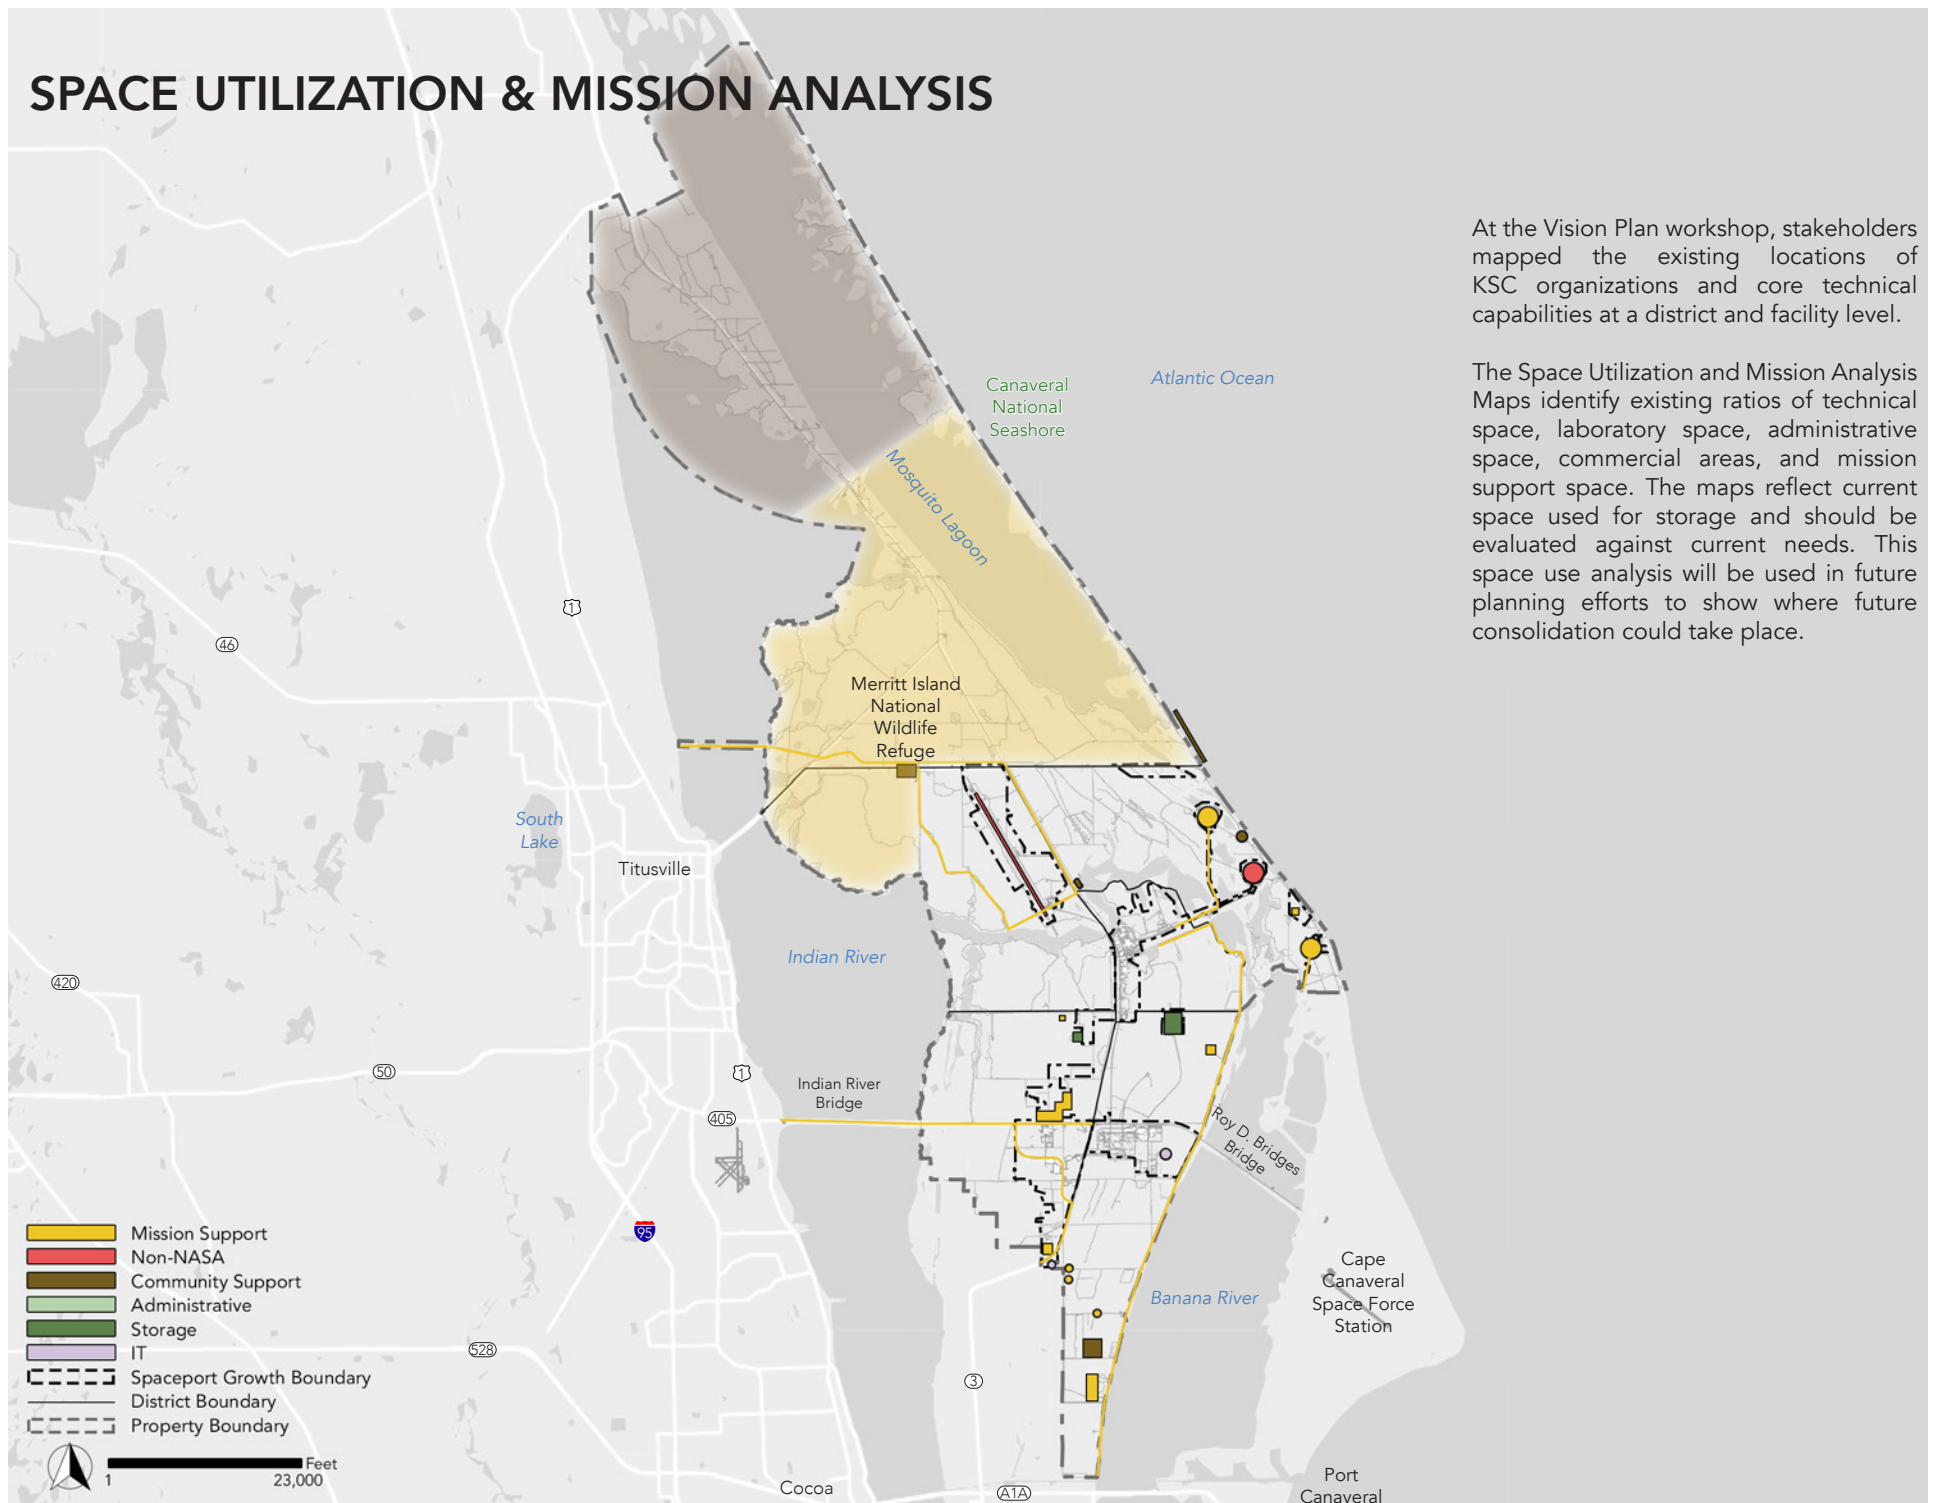 SPACE UTILIZATION & MISSION ANALYSIS
At the Vision Plan workshop, stakeholders
mapped the existing locations of
KSC organizations and core technical
capabilities at a district and facility level.
The Space Utilization and Mission Analysis
Maps identify existing ratios of technical
space, laboratory space, administrative
space, commercial areas, and mission
support space. The maps reflect current
space used for storage and should be
evaluated against current needs. This
space use analysis will be used in future
planning efforts to show where future
consolidation could take place.
Atlantic Ocean
Canaveral
National
Seashore
Mosquito Lagoon
1
46
Merritt Island
National
Wildlife
Refuge
South
Lake
Titusville
Indian River
420
50
1
Indian River
Bridge
405
Roy D. Bridges
Bridge
95
Cape
Canaveral
Space Force
Station
Banana River
528
3
Cocoa
A1A
Port
Canaveral
Mission Support
Non-NASA
Community Support
Administrative
Storage
IT
Spaceport Growth Boundary
District Boundary
Property Boundary
Feet
1
23,000